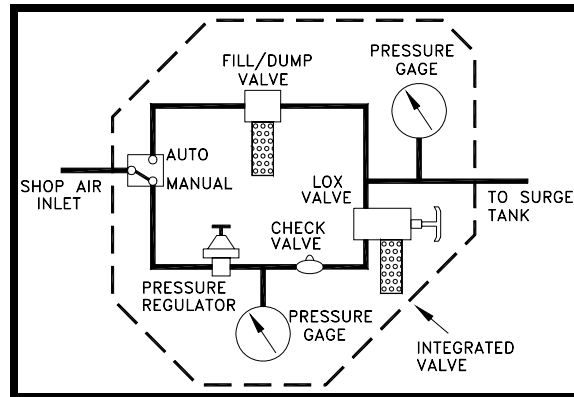 PRESSURE
GAGE
FILL/DUMP
VALVE
AUTO
SHOP AIR
INLET
MANUAL
LOX
VALVE
TO SURGE
TANK
CHECK
VALVE
PRESSURE
REGULATOR
PRESSURE
GAGE
INTEGRATED
VALVE